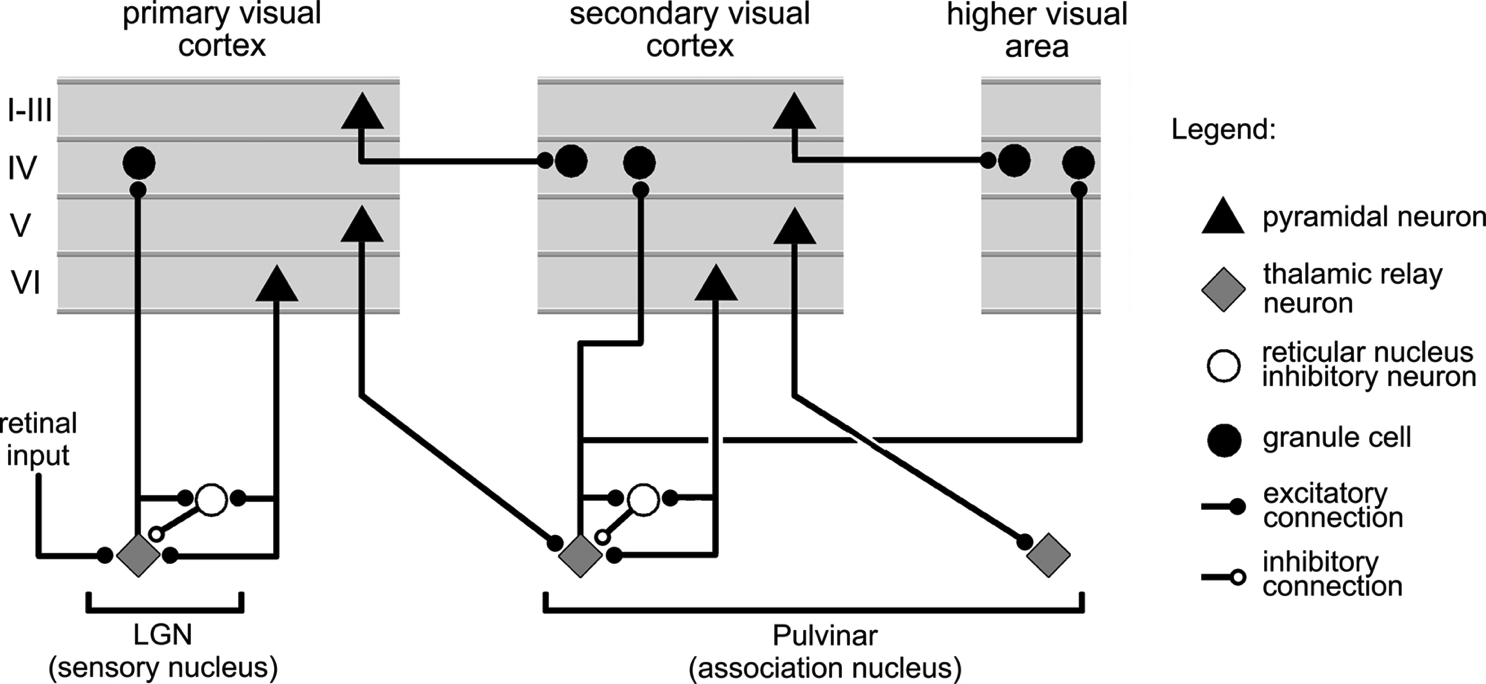 primary visual
cortex
secondary visual
cortex
higher visual
area
I-III
IV
V
VI
retinal
input
LGN
(sensory nucleus)
Pulvinar
(association nucleus)
Legend:
pyramidal neuron
thalamic relay
neuron
reticular nucleus
inhibitory neuron
granule cell
excitatory
connection
inhibitory
connection